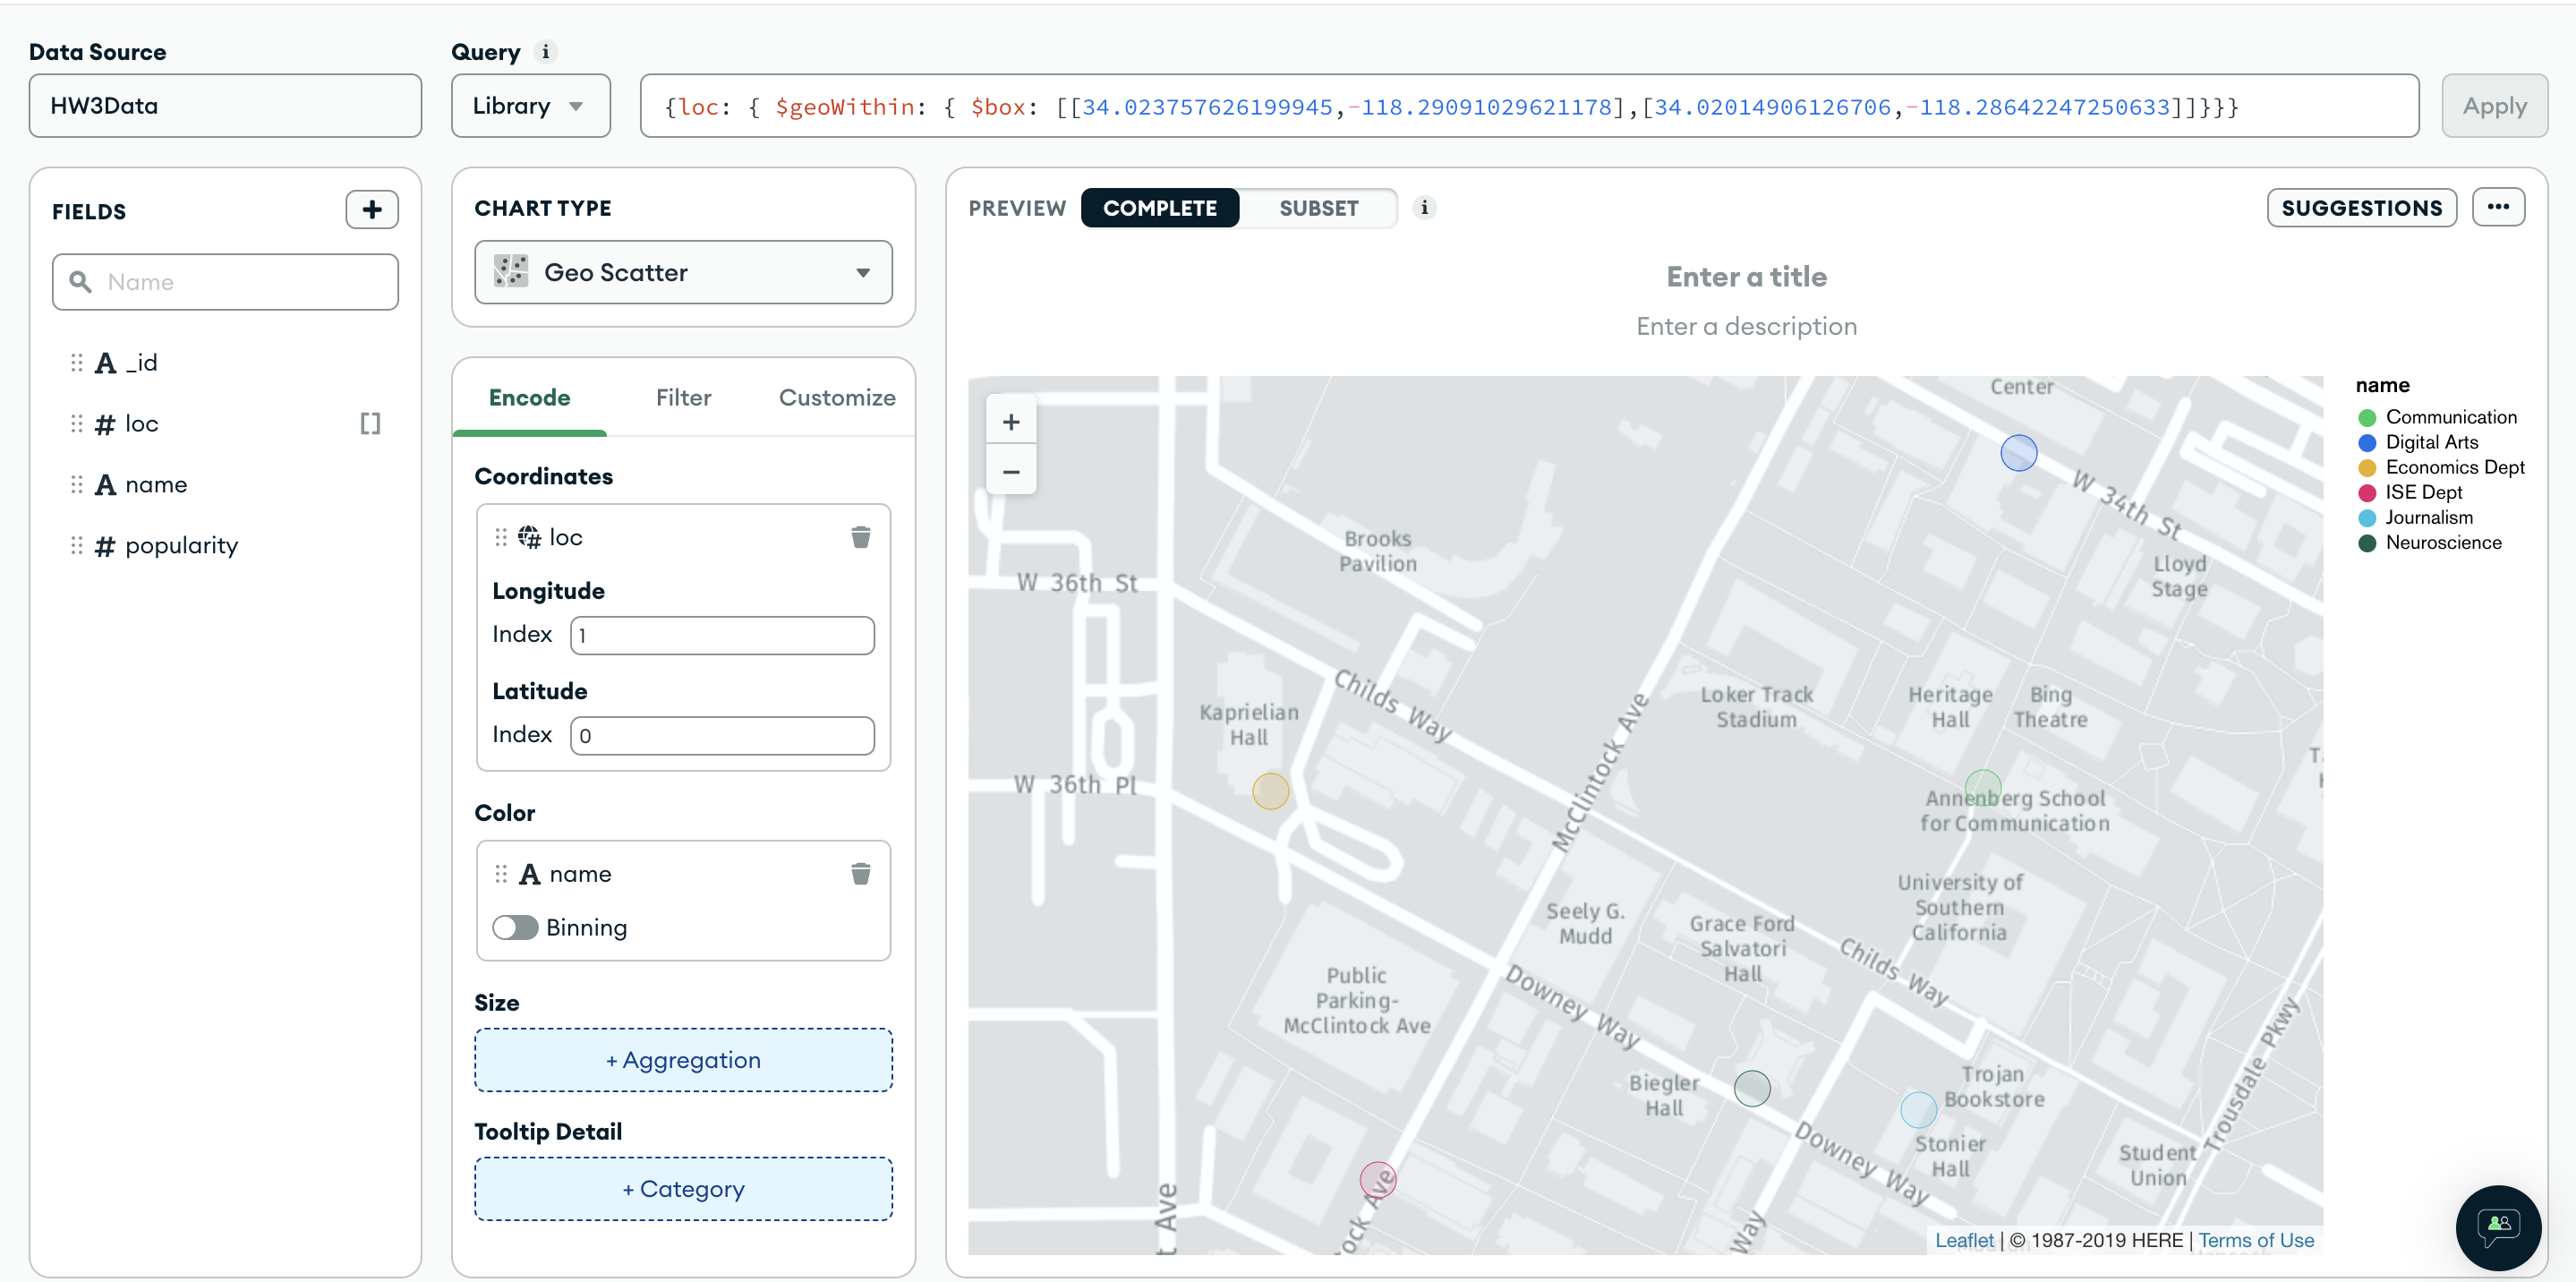 Data Source
Query i
HW3Data
Library
{loc: { $geoWithin: { $box: [[34.023757626199945,-118.29091029621178],[34.02014906126706,-118.28642247250633]]}}}
Apply
FIELDS
+
Name
A _id
# loc []
A name
# popularity
CHART TYPE
Geo Scatter
Encode
Filter
Customize
Coordinates
# loc
Longitude
Index 1
Latitude
Index 0
Color
A name
Binning
Size
+ Aggregation
Tooltip Detail
+ Category
PREVIEW
COMPLETE
SUBSET
i
SUGGESTIONS
...
Enter a title
Enter a description
+
−
Center
W 34th St
Brooks
Pavilion
Lloyd
Stage
W 36th St
Childs Way
Kaprielian
Hall
McClintock Ave
Loker Track
Stadium
Heritage
Hall
Bing
Theatre
W 36th Pl
Annenberg School
for Communication
University of
Southern
California
Seely G.
Mudd
Grace Ford
Salvatori
Hall
Childs Way
Public
Parking-
McClintock Ave
Downey Way
Trousdale Pkwy
Biegler
Hall
Trojan
Bookstore
Stonier
Hall
Downey Way
Student
Union
t Ave
tock Ave
Way
Leaflet | © 1987-2019 HERE | Terms of Use
name
Communication
Digital Arts
Economics Dept
ISE Dept
Journalism
Neuroscience